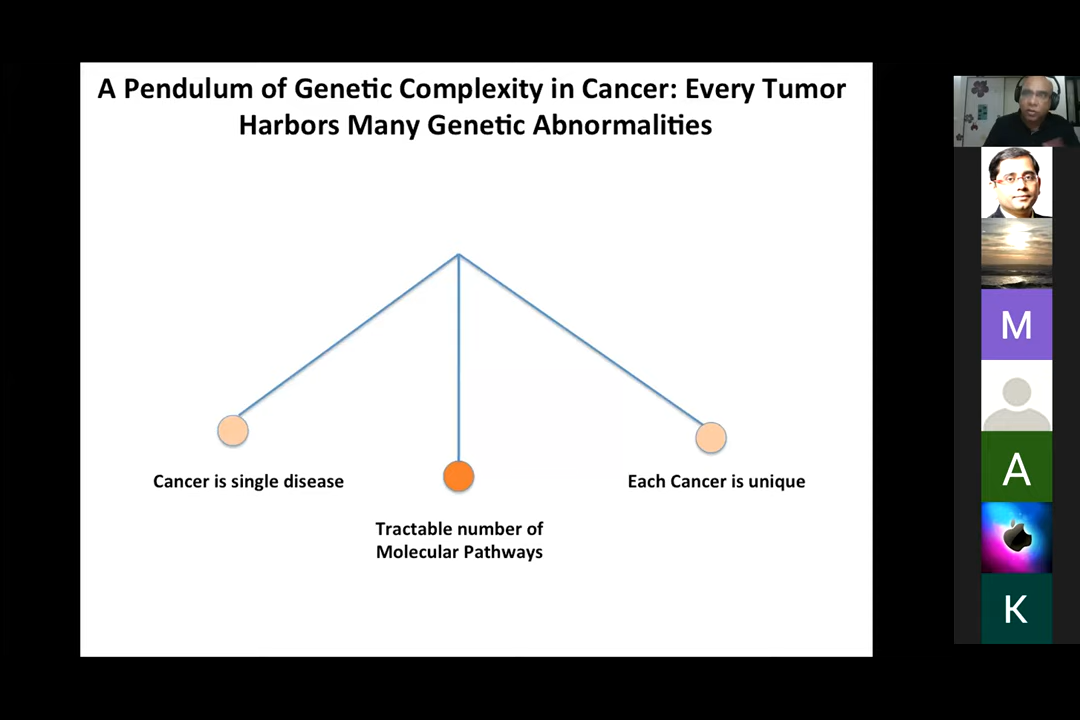 A Pendulum of Genetic Complexity in Cancer: Every Tumor
Harbors Many Genetic Abnormalities
Cancer is single disease
Each Cancer is unique
Tractable number of
Molecular Pathways
M
A
K